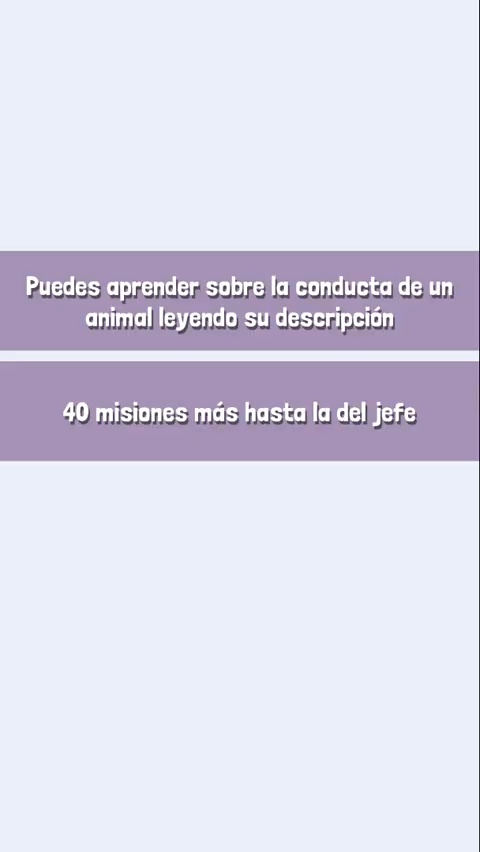 Puedes aprender sobre la conducta de un
animal leyendo su descripción
40 misiones más hasta la del jefe